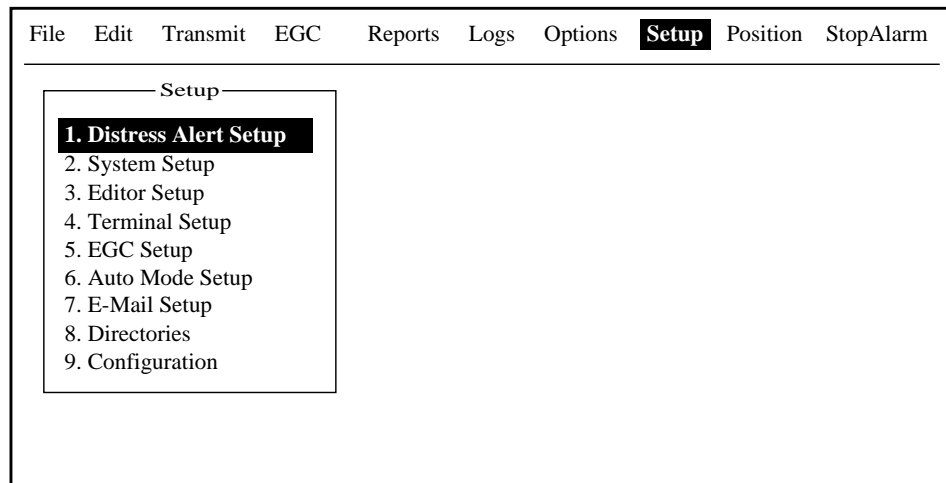 File Edit Transmit EGC Reports Logs Options Setup Position StopAlarm
Setup
1. Distress Alert Setup
2. System Setup
3. Editor Setup
4. Terminal Setup
5. EGC Setup
6. Auto Mode Setup
7. E-Mail Setup
8. Directories
9. Configuration